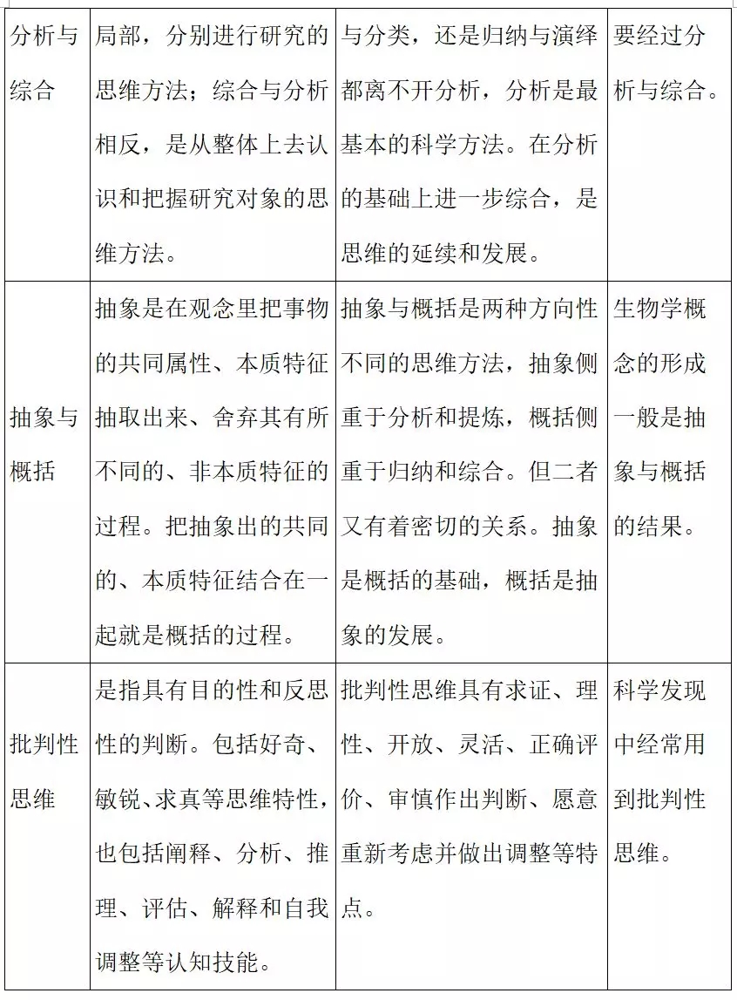 分析与
综合
局部，分别进行研究的
思维方法；综合与分析
相反，是从整体上去认
识和把握研究对象的思
维方法。
与分类，还是归纳与演绎
都离不开分析，分析是最
基本的科学方法。在分析
的基础上进一步综合，是
思维的延续和发展。
要经过分
析与综合。
抽象与
概括
抽象是在观念里把事物
的共同属性、本质特征
抽取出来、舍弃其有所
不同的、非本质特征的
过程。把抽象出的共同
的、本质特征结合在一
起就是概括的过程。
抽象与概括是两种方向性
不同的思维方法，抽象侧
重于分析和提炼，概括侧
重于归纳和综合。但二者
又有着密切的关系。抽象
是概括的基础，概括是抽
象的发展。
生物学概
念的形成
一般是抽
象与概括
的结果。
批判性
思维
是指具有目的性和反思
性的判断。包括好奇、
敏锐、求真等思维特性，
也包括阐释、分析、推
理、评估、解释和自我
调整等认知技能。
批判性思维具有求证、理
性、开放、灵活、正确评
价、审慎作出判断、愿意
重新考虑并做出调整等特
点。
科学发现
中经常用
到批判性
思维。